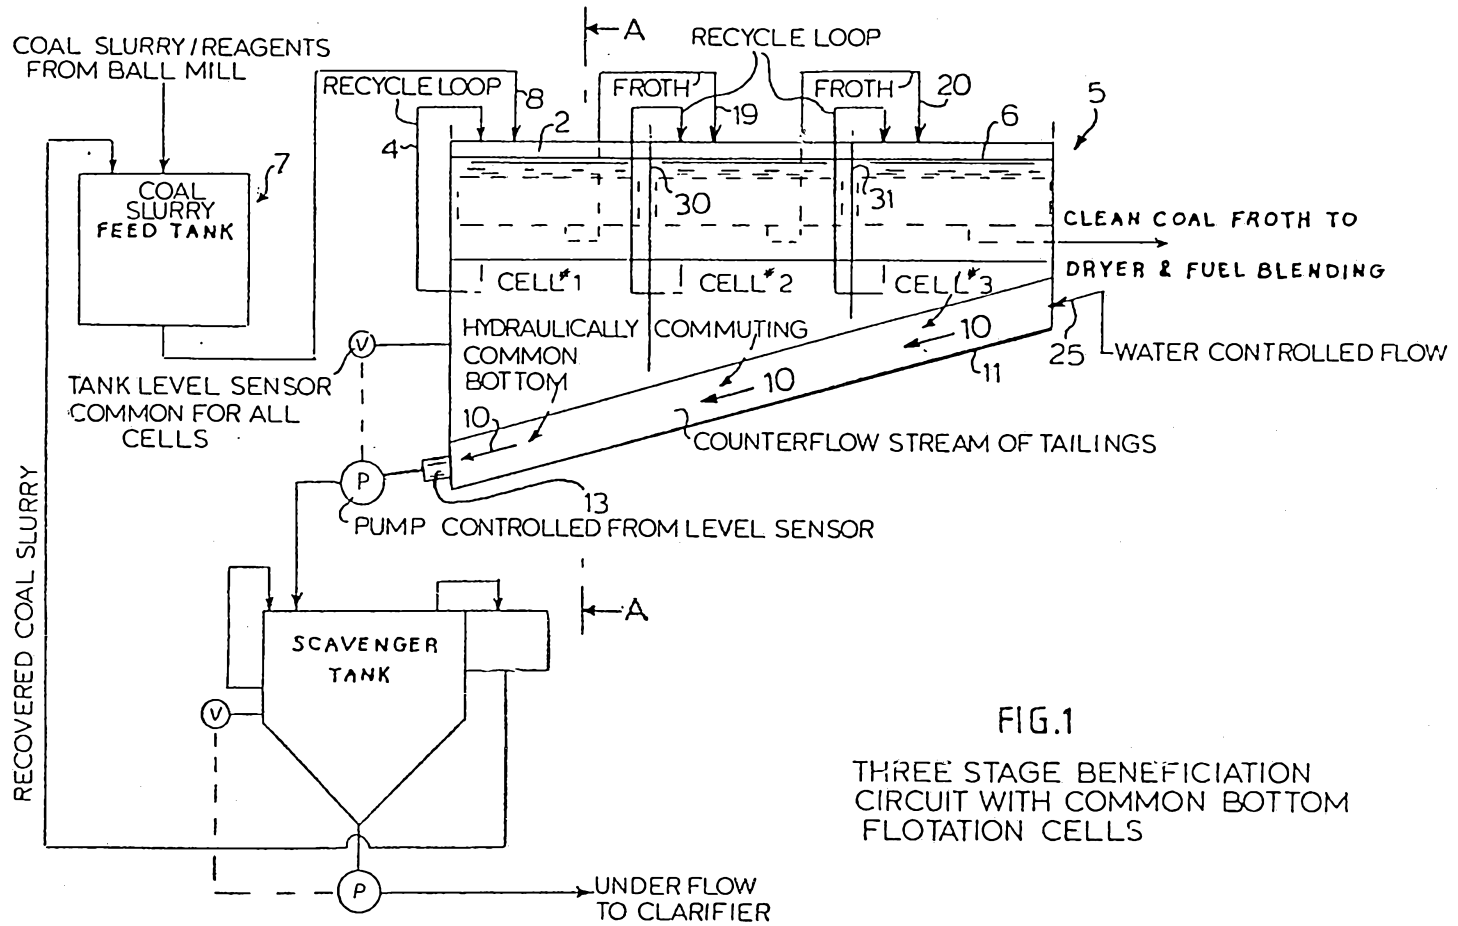 COAL SLURRY/REAGENTS
FROM BALL MILL
RECYCLE LOOP
4
8
2
A
FROTH
19
RECYCLE LOOP
FROTH
20
6
5
7
COAL
SLURRY
FEED TANK
30
31
CLEAN COAL FROTH TO
DRYER & FUEL BLENDING
CELL #1
CELL #2
CELL #3
HYDRAULICALLY COMMUTING
COMMON
BOTTOM
10
10
10
11
25
WATER CONTROLLED FLOW
V
TANK LEVEL SENSOR
COMMON FOR ALL
CELLS
COUNTERFLOW STREAM OF TAILINGS
P
13
PUMP CONTROLLED FROM LEVEL SENSOR
A
RECOVERED COAL SLURRY
SCAVENGER
TANK
V
P
UNDER FLOW
TO CLARIFIER
FIG.1
THREE STAGE BENEFICIATION
CIRCUIT WITH COMMON BOTTOM
FLOTATION CELLS